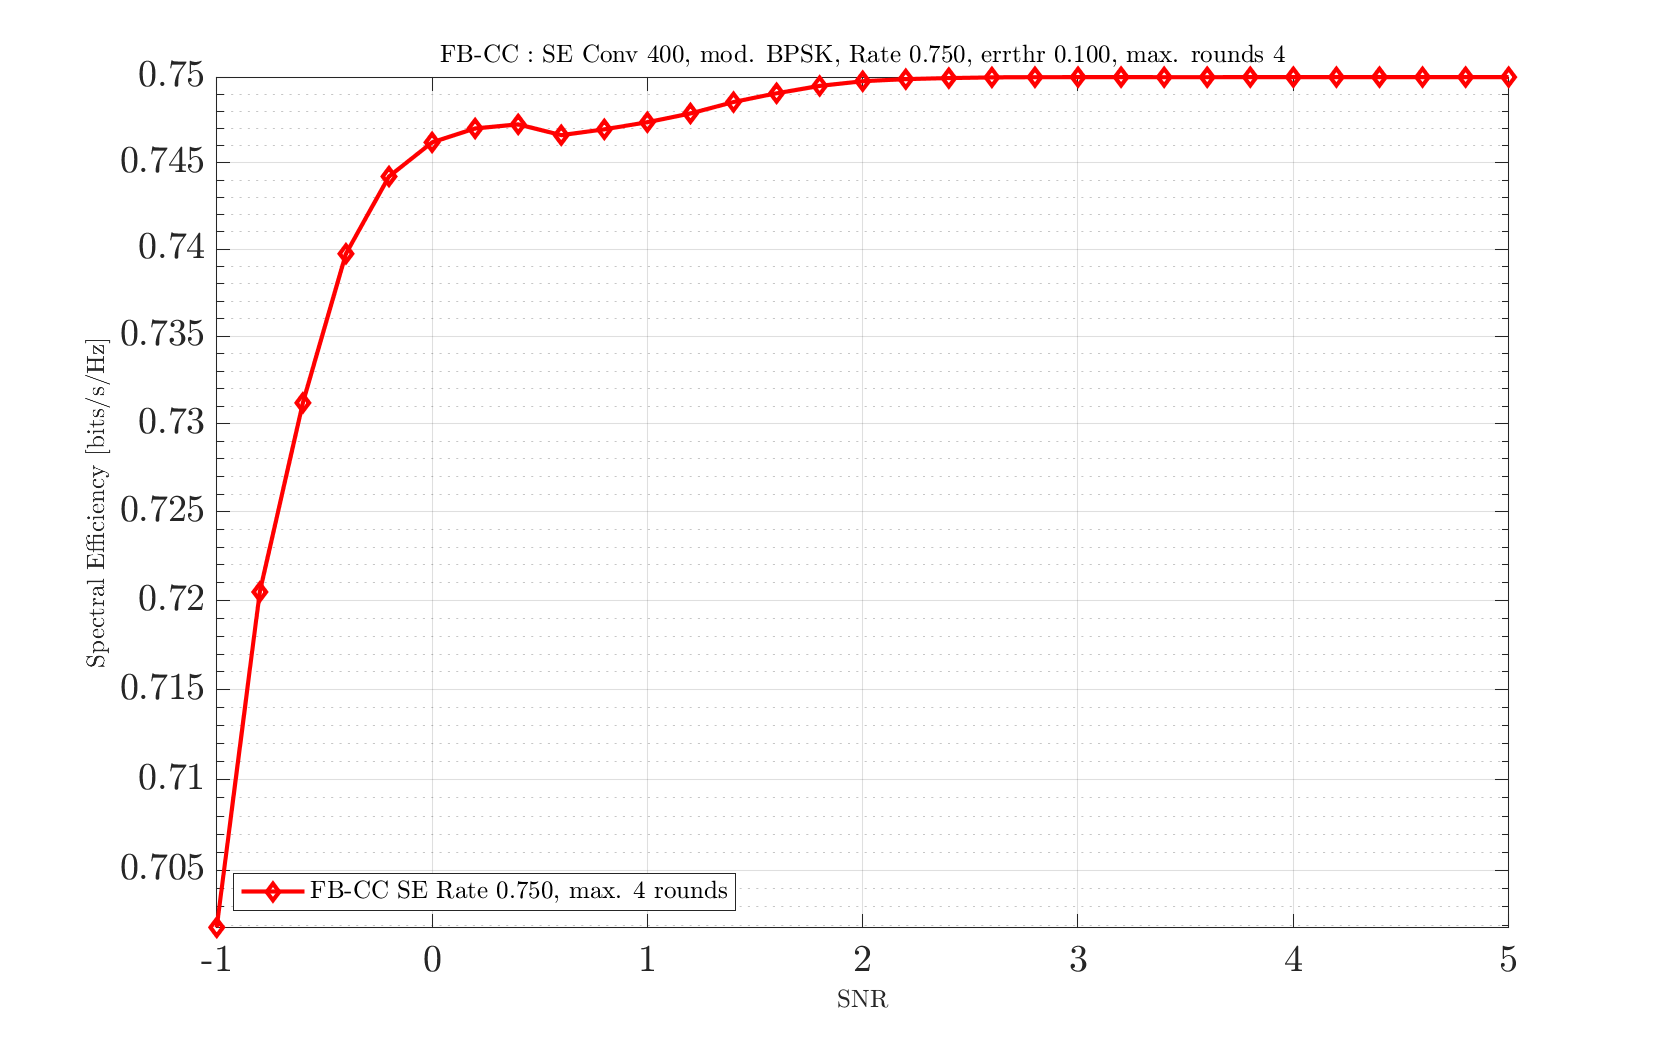 FB-CC : SE Conv 400, mod. BPSK, Rate 0.750, errthr 0.100, max. rounds 4
Spectral Efficiency [bits/s/Hz]
0.75
0.745
0.74
0.735
0.73
0.725
0.72
0.715
0.71
0.705
FB-CC SE Rate 0.750, max. 4 rounds
-1 0 1 2 3 4 5
SNR